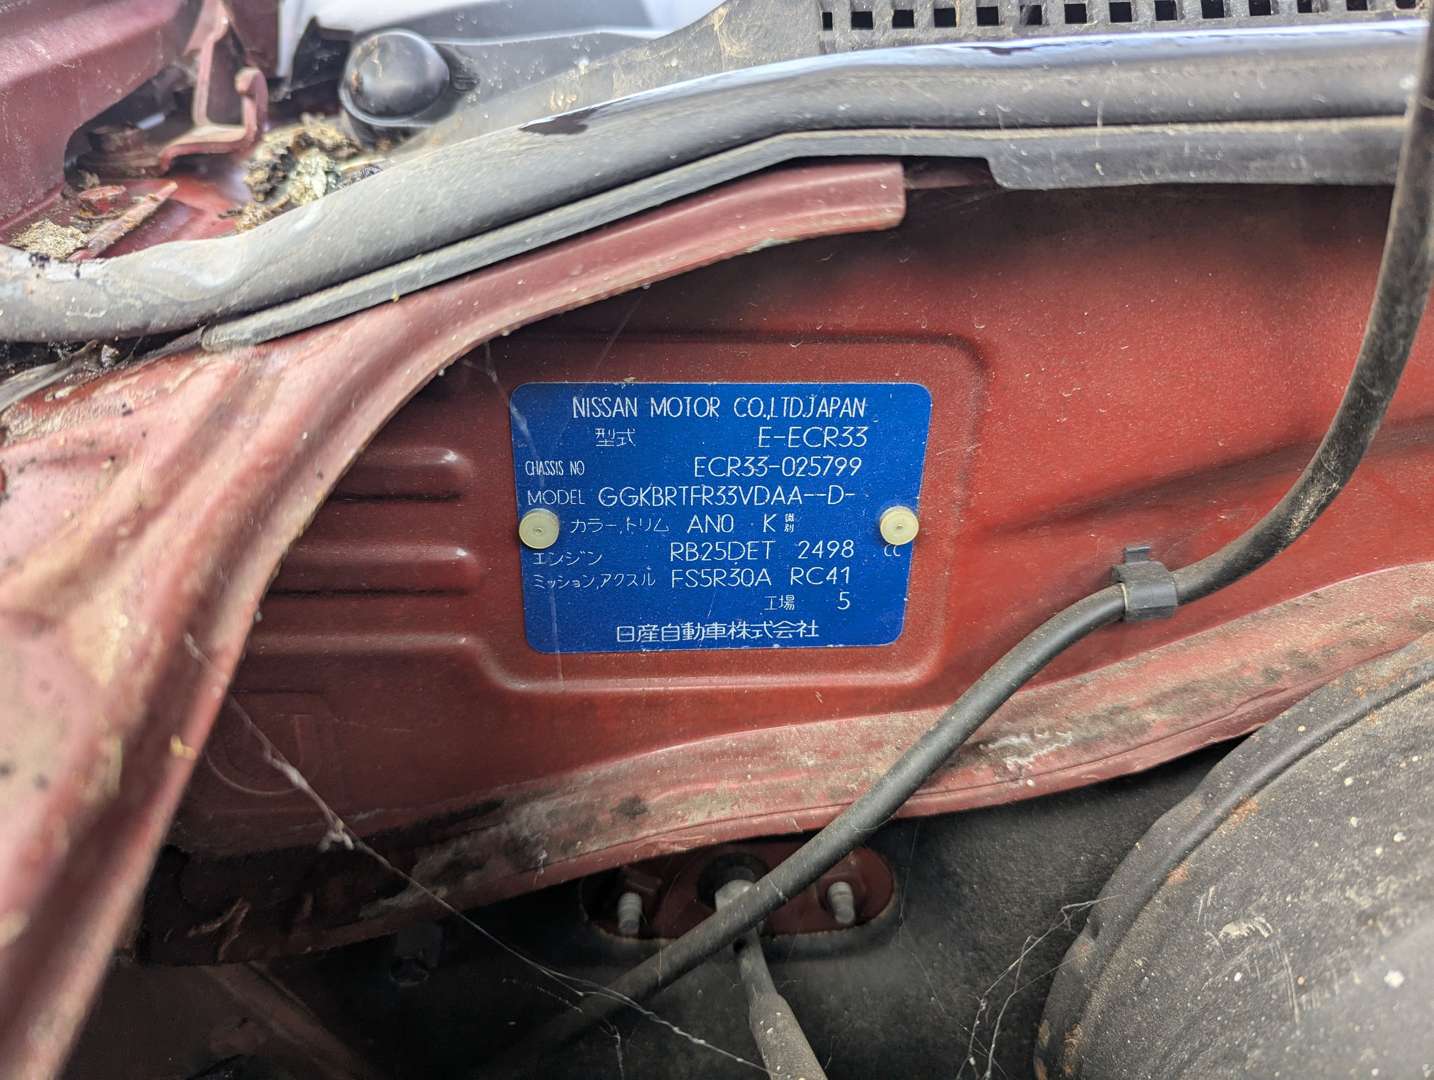 NISSAN MOTOR CO.,LTD.JAPAN
型式 E-ECR33
CHASSIS NO ECR33-025799
MODEL GGKBRTFR33VDAA--D-
カラー,トリム AN0 K
エンジン RB25DET 2498 CC
ミッション,アクスル FS5R30A RC41
工場 5
日産自動車株式会社